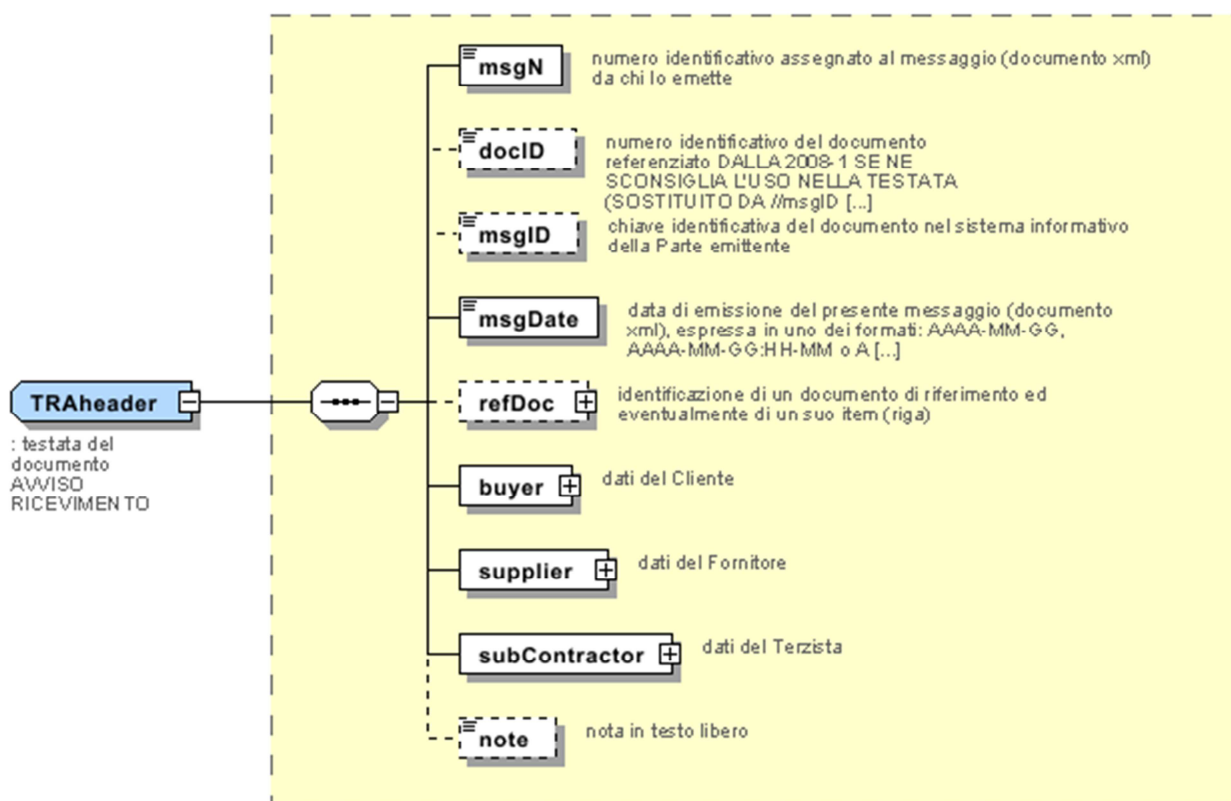 msgN
numero identificativo assegnato al messaggio (documento xml)
da chi lo emette
docID
numero identificativo del documento
referenziato DALLA 2008-1 SE NE
SCONSIGLIA L'USO NELLA TESTATA
(SOSTITUITO DA //msgID [...]
msgID
chiave identificativa del documento nel sistema informativo
della Parte emittente
msgDate
data di emissione del presente messaggio (documento
xml), espressa in uno dei formati: AAAA-MM-GG,
AAAA-MM-GG:HH-MM o A [...]
TRAheader
: testata del
documento
AVVISO
RICEVIMENTO
refDoc
identificazione di un documento di riferimento ed
eventualmente di un suo item (riga)
buyer
dati del Cliente
supplier
dati del Fornitore
subContractor
dati del Terzista
note
nota in testo libero